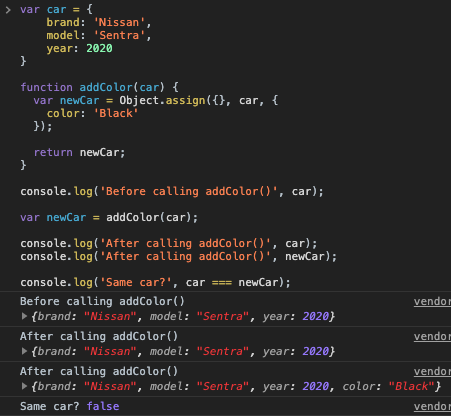 var car = {
    brand: 'Nissan',
    model: 'Sentra',
    year: 2020
}

function addColor(car) {
  var newCar = Object.assign({}, car, {
    color: 'Black'
  });

  return newCar;
}

console.log('Before calling addColor()', car);

var newCar = addColor(car);

console.log('After calling addColor()', car);
console.log('After calling addColor()', newCar);

console.log('Same car?', car === newCar);
Before calling addColor() vendor
{brand: "Nissan", model: "Sentra", year: 2020}
After calling addColor() vendor
{brand: "Nissan", model: "Sentra", year: 2020}
After calling addColor() vendor
{brand: "Nissan", model: "Sentra", year: 2020, color: "Black"}
Same car? false vendor